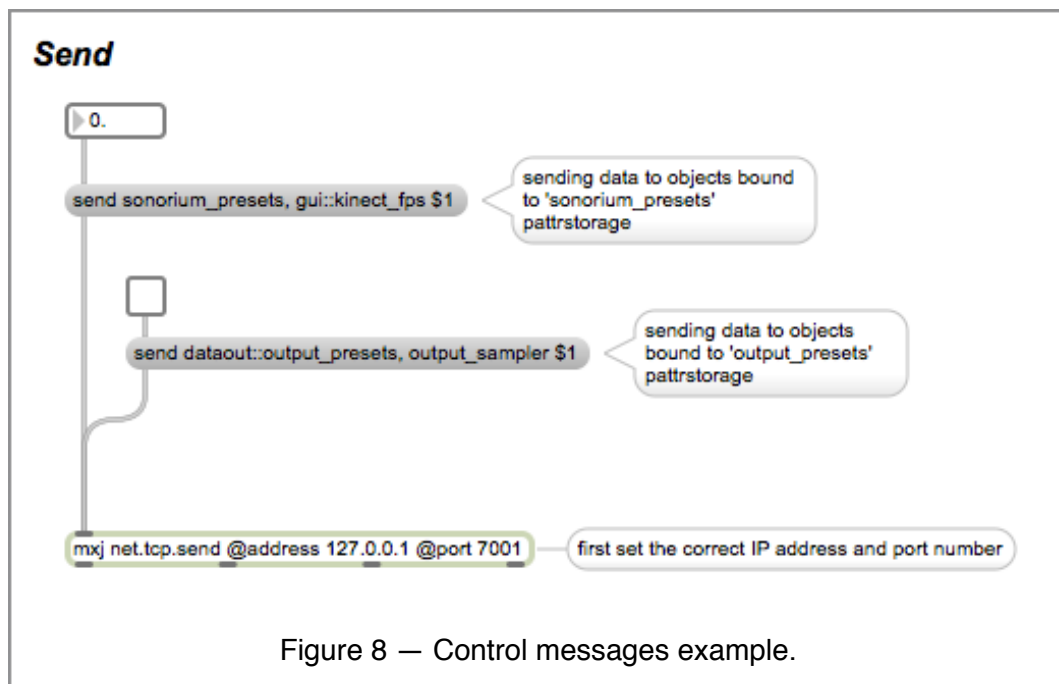 Send
0.
send sonorium_presets, gui::kinect_fps $1
sending data to objects bound
to 'sonorium_presets'
pattrstorage
send dataout::output_presets, output_sampler $1
sending data to objects
bound to 'output_presets'
pattrstorage
mxj net.tcp.send @address 127.0.0.1 @port 7001
first set the correct IP address and port number
Figure 8 — Control messages example.